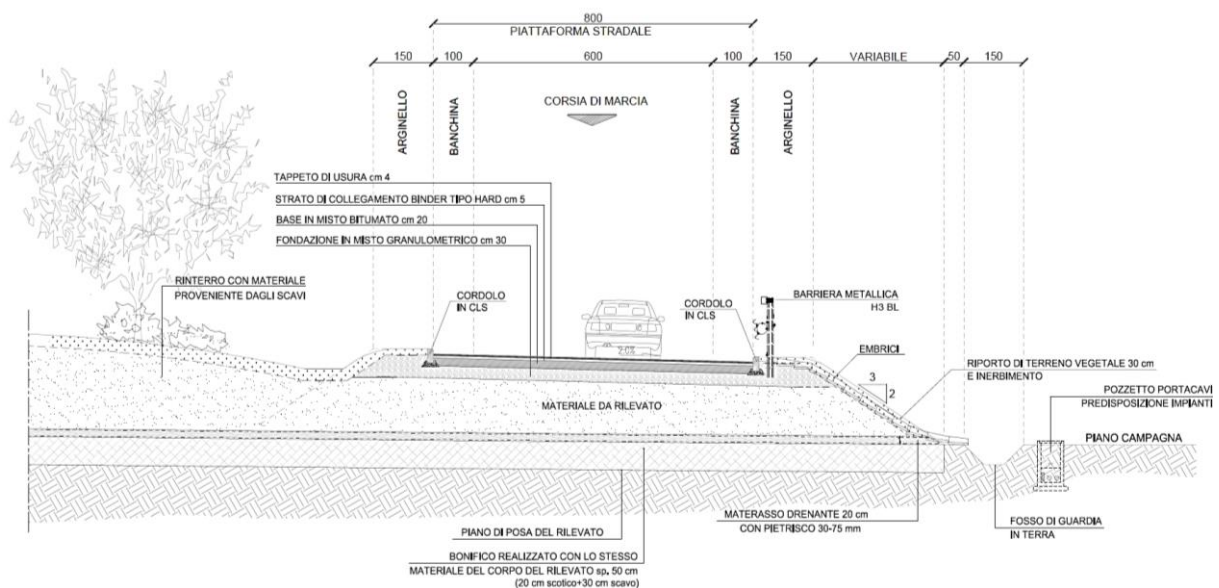 800
PIATTAFORMA STRADALE
150 100 600 100 150 VARIABILE 50 150
ARGINELLO
BANCHINA
CORSIA DI MARCIA
BANCHINA
ARGINELLO
TAPPETO DI USURA cm 4
STRATO DI COLLEGAMENTO BINDER TIPO HARD cm 5
BASE IN MISTO BITUMATO cm 20
FONDAZIONE IN MISTO GRANULOMETRICO cm 30
RINTERRO CON MATERIALE
PROVENIENTE DAGLI SCAVI
CORDOLO
IN CLS
CORDOLO
IN CLS
BARRIERA METALLICA
H3 BL
EMBRICI
3
2
RIPORTO DI TERRENO VEGETALE 30 cm
E INERBIMENTO
POZZETTO PORTACAVI
PREDISPOSIZIONE IMPIANTI
MATERIALE DA RILEVATO
PIANO CAMPAGNA
PIANO DI POSA DEL RILEVATO
MATERASSO DRENANTE 20 cm
CON PIETRISCO 30-75 mm
FOSSO DI GUARDIA
IN TERRA
BONIFICO REALIZZATO CON LO STESSO
MATERIALE DEL CORPO DEL RILEVATO sp. 50 cm
(20 cm scotico+30 cm scavo)